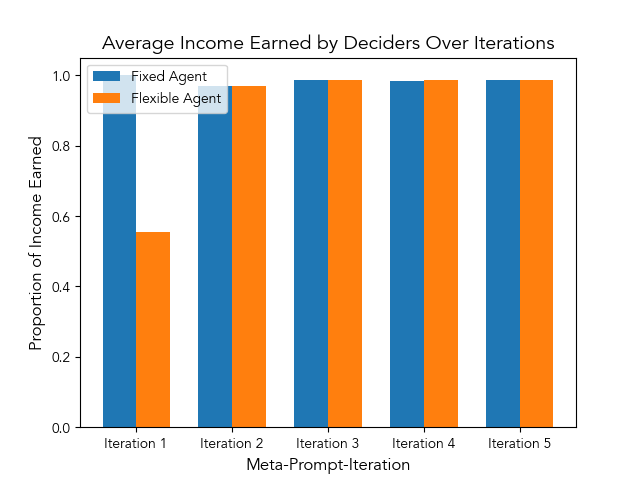 Average Income Earned by Deciders Over Iterations
Proportion of Income Earned
1.0
0.8
0.6
0.4
0.2
0.0
Fixed Agent
Flexible Agent
Iteration 1
Iteration 2
Iteration 3
Iteration 4
Iteration 5
Meta-Prompt-Iteration